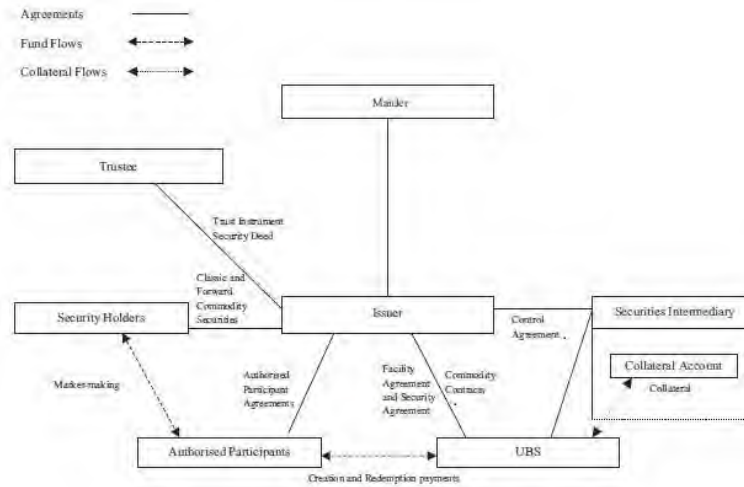 Agreements
Fund Flows
Collateral Flows
Manler
Trustee
Trust Instrument
Security Deed
Classic and
Forward
Commodity
Securities
Security Holders
Issuer
Control
Agreement
Securities Intermediary
Collateral Account
Collateral
Market-making
Authorised
Participant
Agreements
Facility
Agreement
and Security
Agreement
Commodity
Contracts
Authorised Participants
UBS
Creation and Redemption payments